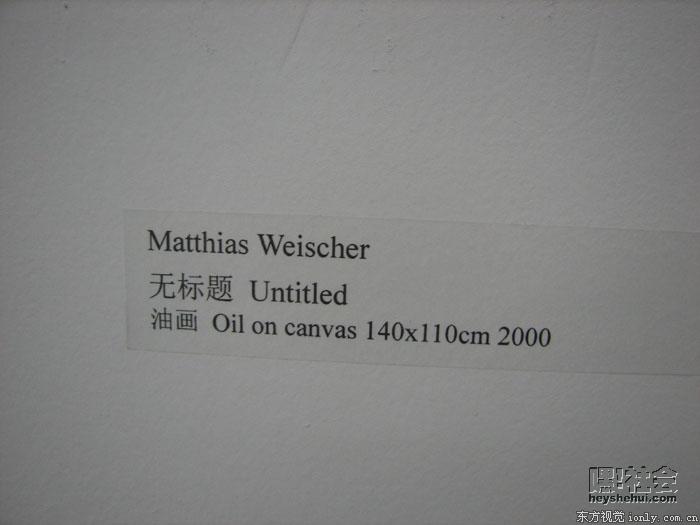 Matthias Weischer
无标题 Untitled
油画 Oil on canvas 140x110cm 2000
嘿社会
heyshehui.com
东方视觉 ionly.com.cn